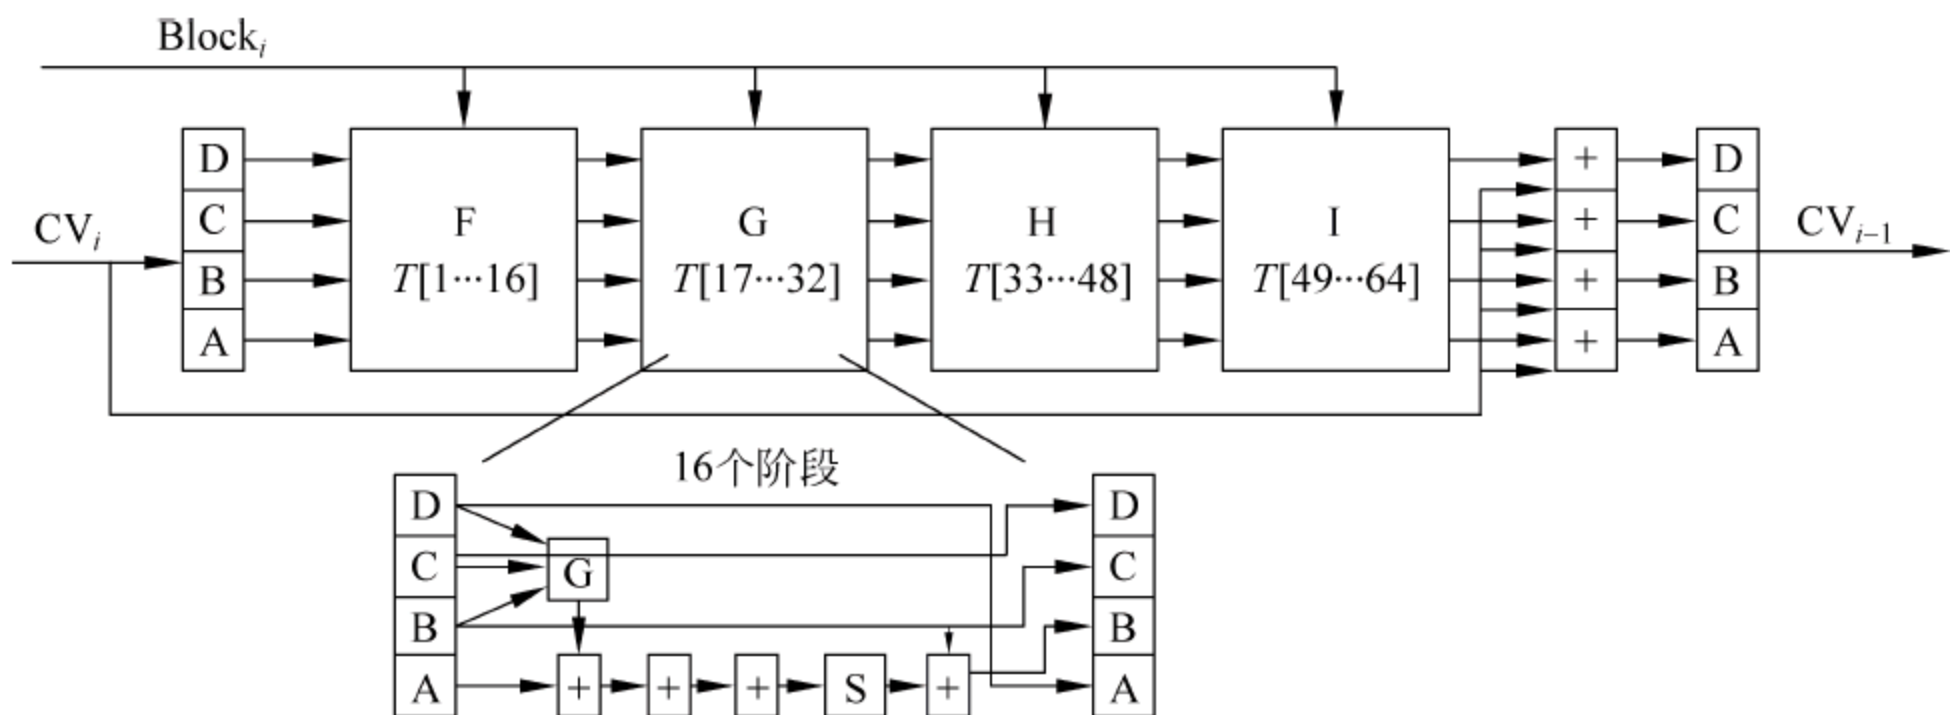 Block_i
D
C
B
A
CV_i
F
T[1···16]
G
T[17···32]
H
T[33···48]
I
T[49···64]
+
+
+
+
D
C
B
A
CV_{i-1}
16个阶段
D
C
B
A
G
+
+
+
S
+
D
C
B
A